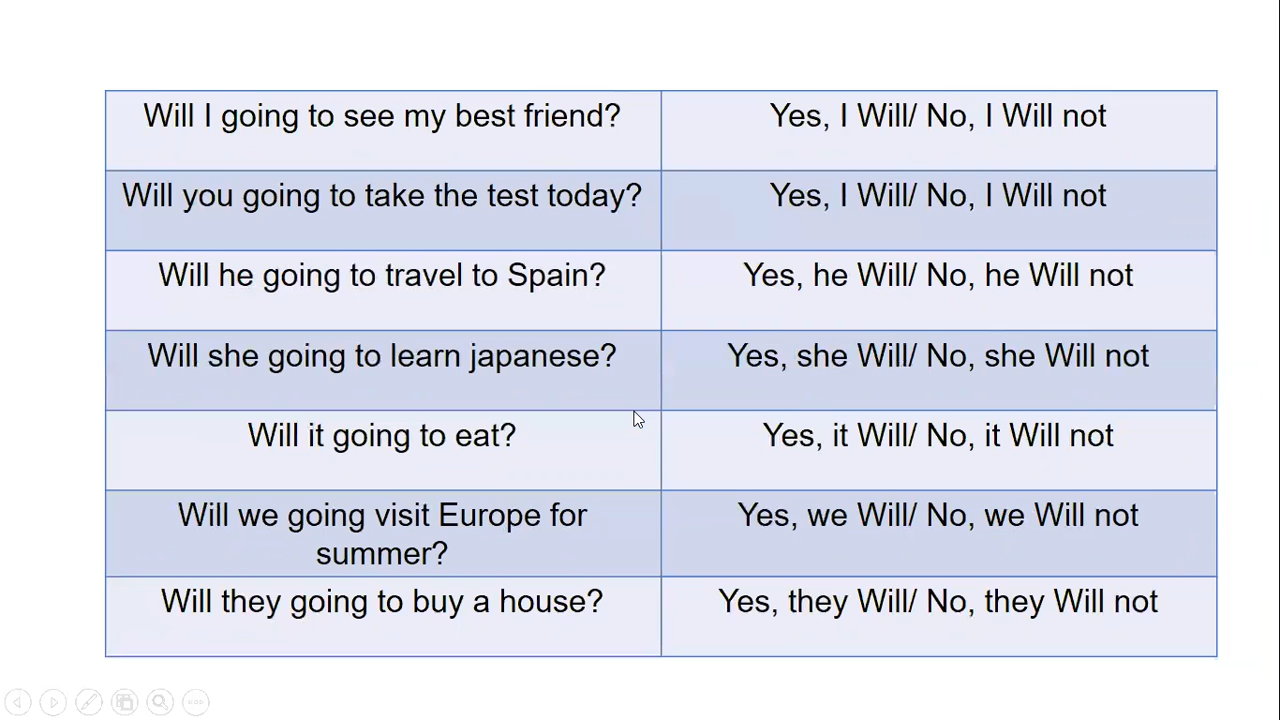 Will I going to see my best friend?
Yes, I Will/ No, I Will not
Will you going to take the test today?
Yes, I Will/ No, I Will not
Will he going to travel to Spain?
Yes, he Will/ No, he Will not
Will she going to learn japanese?
Yes, she Will/ No, she Will not
Will it going to eat?
Yes, it Will/ No, it Will not
Will we going visit Europe for
summer?
Yes, we Will/ No, we Will not
Will they going to buy a house?
Yes, they Will/ No, they Will not